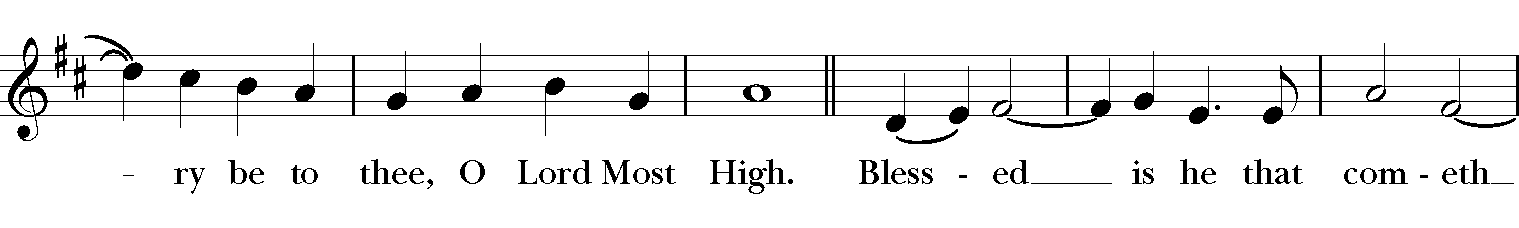 - ry be to thee, O Lord Most High. Bless - ed is he that com - eth